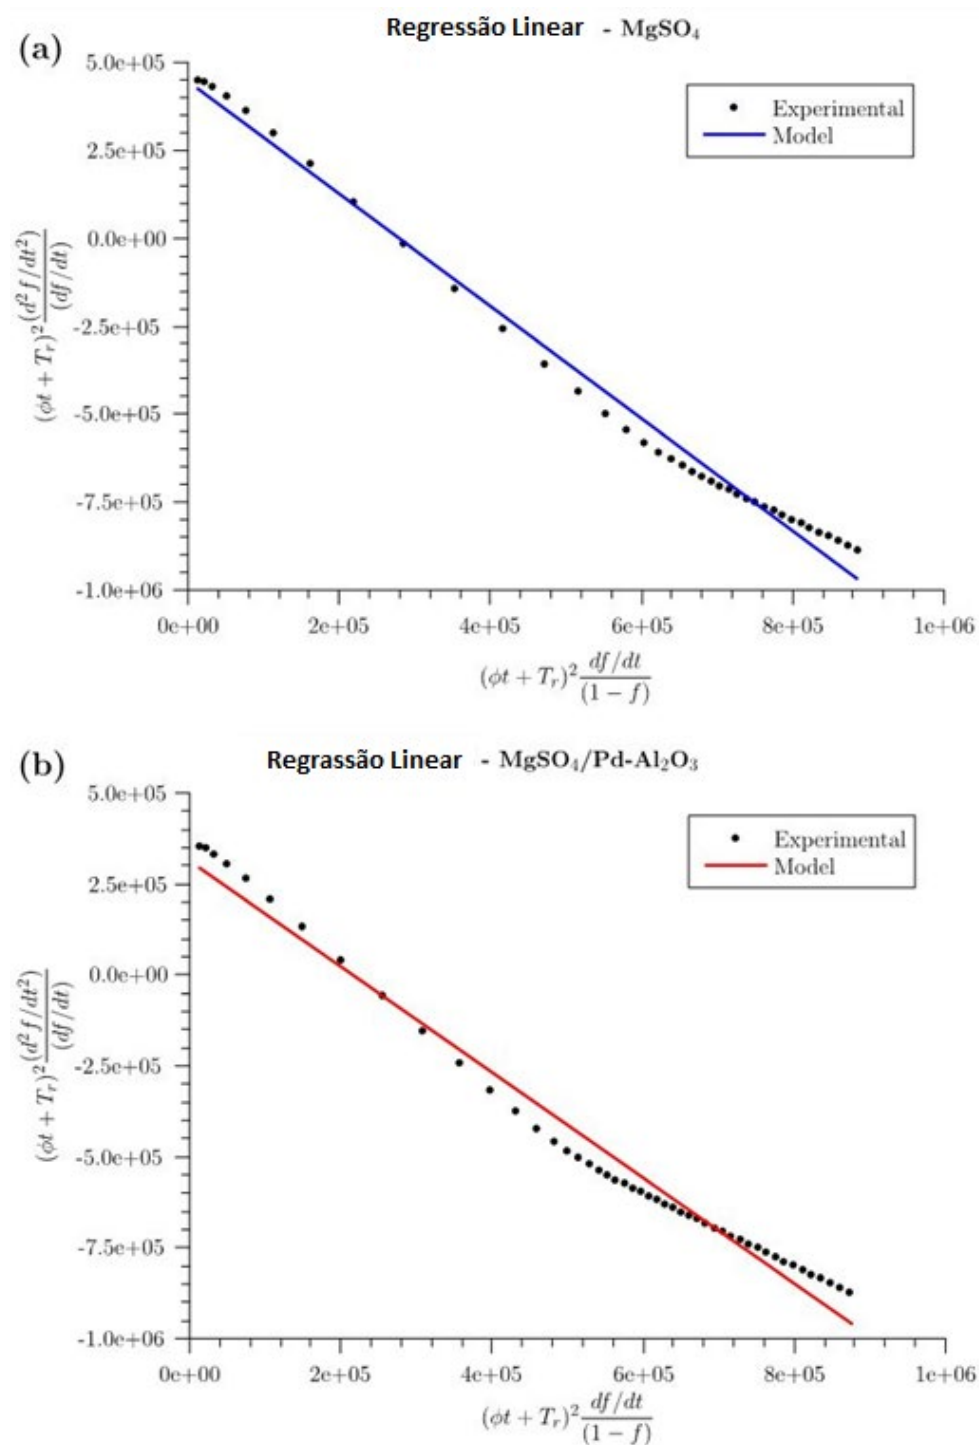 (a)
Regressão Linear - MgSO₄
5.0e+05
2.5e+05
0.0e+00
-2.5e+05
-5.0e+05
-7.5e+05
-1.0e+06
(ϕt + Tᵣ)² (d²f/dt²)/(df/dt)
Experimental
Model
0e+00 2e+05 4e+05 6e+05 8e+05 1e+06
(ϕt + Tᵣ)² df/dt/(1 − f)
(b)
Regrassão Linear - MgSO₄/Pd-Al₂O₃
5.0e+05
2.5e+05
0.0e+00
-2.5e+05
-5.0e+05
-7.5e+05
-1.0e+06
(ϕt + Tᵣ)² (d²f/dt²)/(df/dt)
Experimental
Model
0e+00 2e+05 4e+05 6e+05 8e+05 1e+06
(ϕt + Tᵣ)² df/dt/(1 − f)